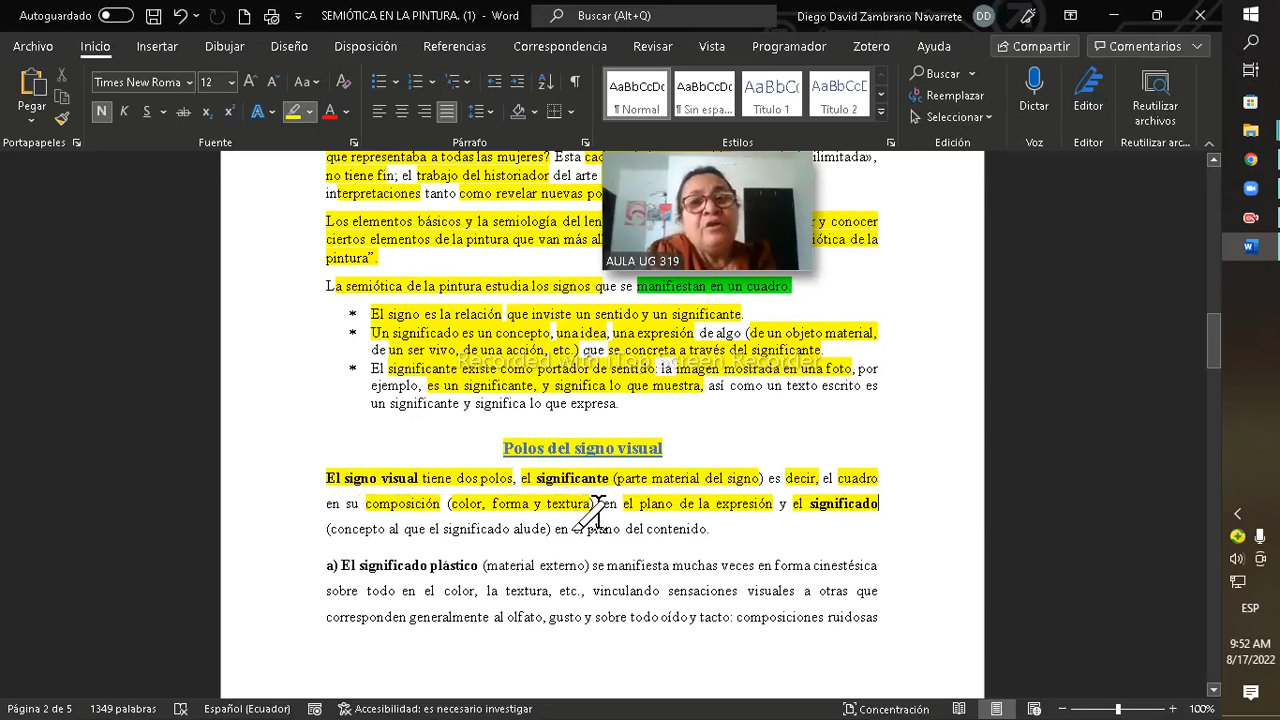 Autoguardado
SEMIÓTICA EN LA PINTURA. (1) - Word
Buscar (Alt+Q)
Diego David Zambrano Navarrete
DD
Archivo Inicio Insertar Dibujar Diseño Disposición Referencias Correspondencia Revisar Vista Programador Zotero Ayuda
Compartir
Comentarios
Pegar
Times New Roma
12
N K S
¶ Normal
¶ Sin espa...
Título 1
Título 2
Buscar
Reemplazar
Seleccionar
Dictar
Editor
Reutilizar archivos
Portapapeles Fuente Párrafo Estilos Edición Voz Editor Reutilizar arc...
que representaba a todas las mujeres? Esta ilimitada»,
no tiene fin; el trabajo del historiador del arte
interpretaciones tanto como revelar nuevas
Los elementos básicos y la semiología del y conocer
ciertos elementos de la pintura que van más de la
pintura”.
La semiótica de la pintura estudia los signos que se manifiestan en un cuadro.
* El signo es la relación que inviste un sentido y un significante.
* Un significado es un concepto, una idea, una expresión de algo (de un objeto material,
de un ser vivo, de una acción, etc.) que se concreta a través del significante.
* El significante existe como portador de sentido: la imagen mostrada en una foto, por
ejemplo, es un significante, y significa lo que muestra, así como un texto escrito es
un significante y significa lo que expresa.
AULA UG 319
Recorded with iTop Screen Recorder
Polos del signo visual
El signo visual tiene dos polos, el significante (parte material del signo) es decir, el cuadro
en su composición (color, forma y textura) en el plano de la expresión y el significado
(concepto al que el significado alude) en el plano del contenido.
a) El significado plástico (material externo) se manifiesta muchas veces en forma cinestésica
sobre todo en el color, la textura, etc., vinculando sensaciones visuales a otras que
corresponden generalmente al olfato, gusto y sobre todo oído y tacto: composiciones ruidosas
Página 2 de 5 1349 palabras Español (Ecuador) Accesibilidad: es necesario investigar Concentración 100%
ESP
9:52 AM
8/17/2022